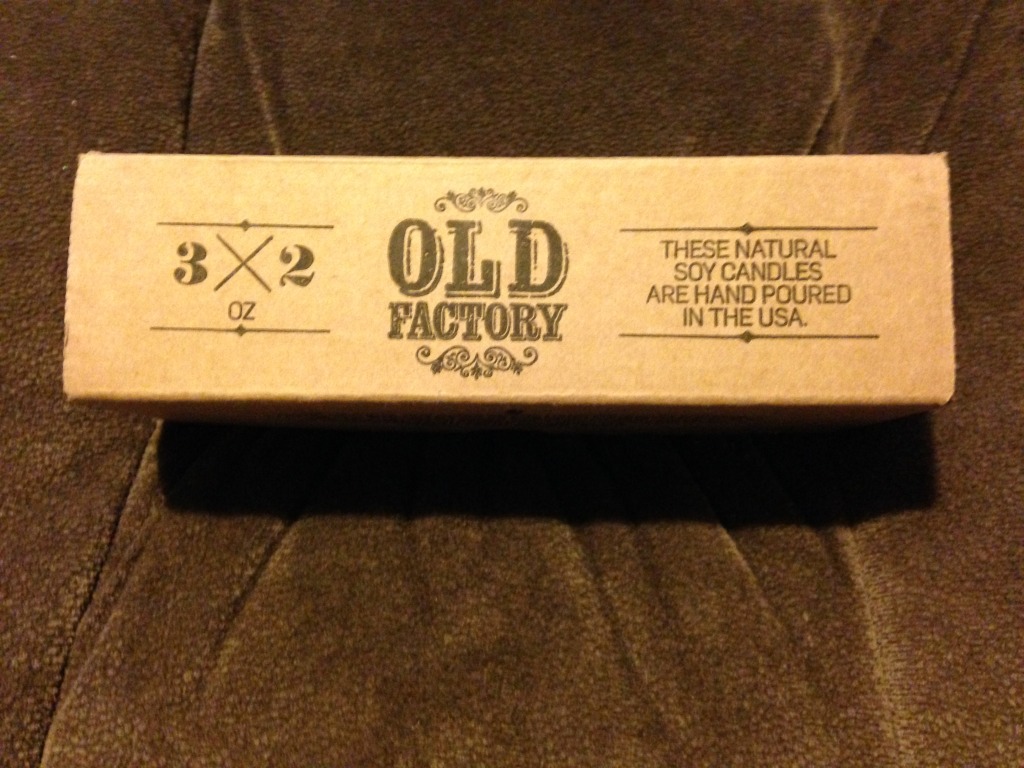 3 X 2
OZ
OLD
FACTORY
THESE NATURAL
SOY CANDLES
ARE HAND POURED
IN THE USA.